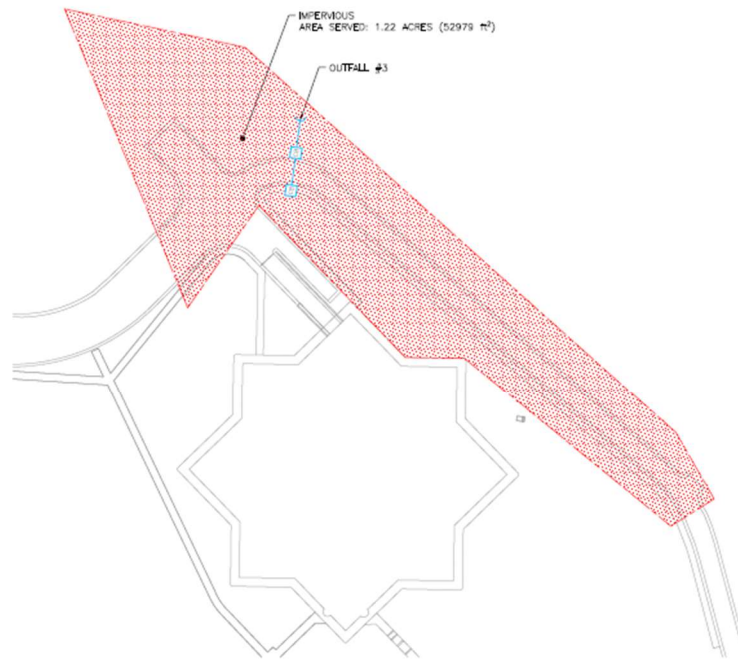 IMPERVIOUS
AREA SERVED: 1.22 ACRES (52979 ft²)
OUTFALL #3